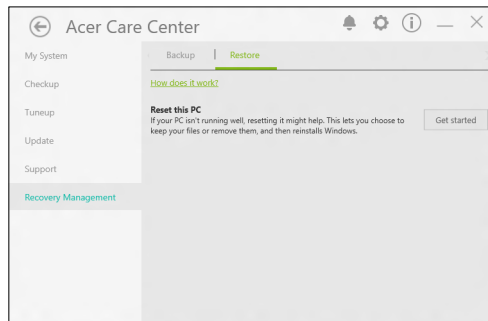 Acer Care Center
My System
Checkup
Tuneup
Update
Support
Recovery Management
Backup | Restore
How does it work?
Reset this PC
If your PC isn't running well, resetting it might help. This lets you choose to
keep your files or remove them, and then reinstalls Windows.
Get started